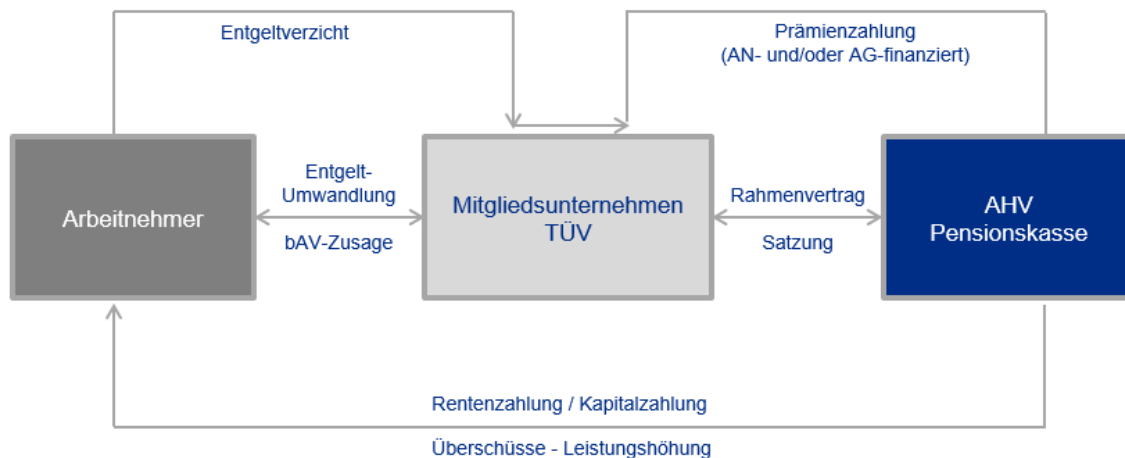 Entgeltverzicht
Prämienzahlung
(AN- und/oder AG-finanziert)
Arbeitnehmer
Entgelt-
Umwandlung
bAV-Zusage
Mitgliedsunternehmen
TÜV
Rahmenvertrag
Satzung
AHV
Pensionskasse
Rentenzahlung / Kapitalzahlung
Überschüsse - Leistungshöhung